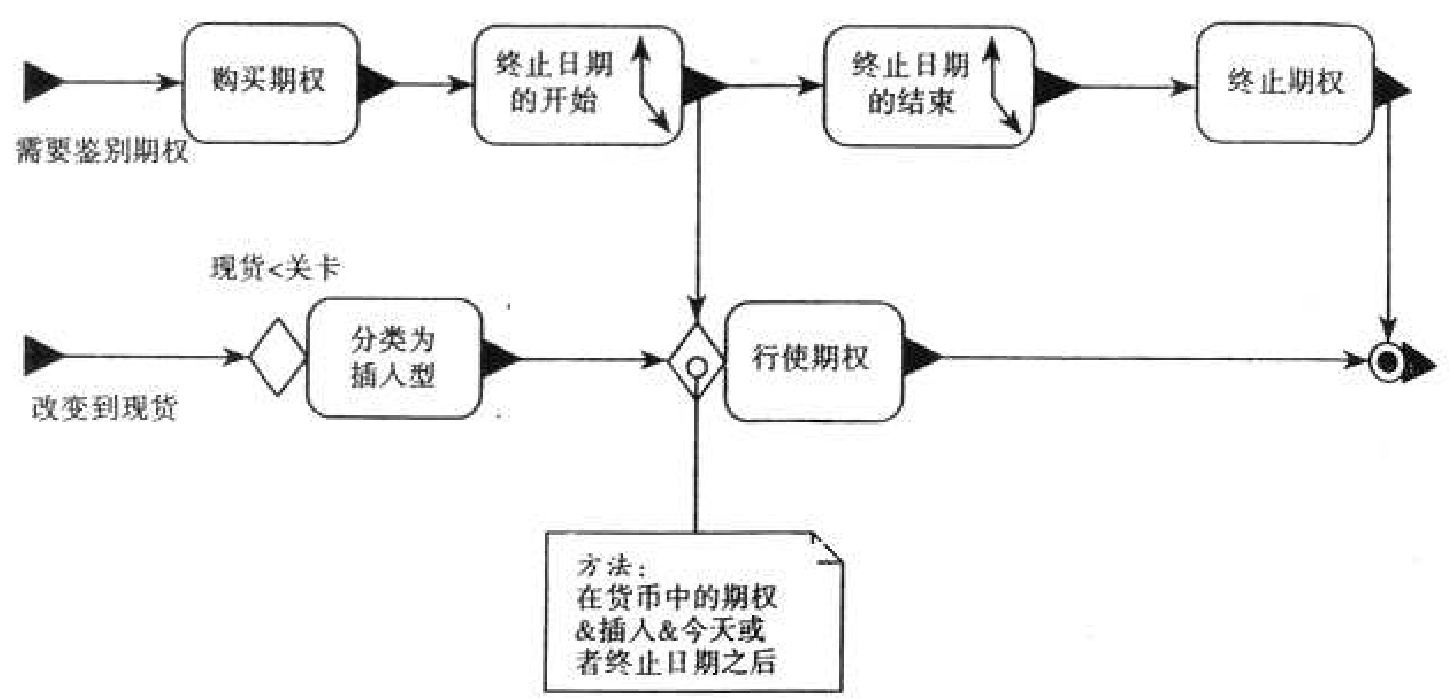 购买期权
终止日期
的开始
终止日期
的结束
终止期权
需要鉴别期权
现货<关卡
分类为
插入型
行使期权
改变到现货
方法:
在货币中的期权
&插入&今天或
者终止日期之后